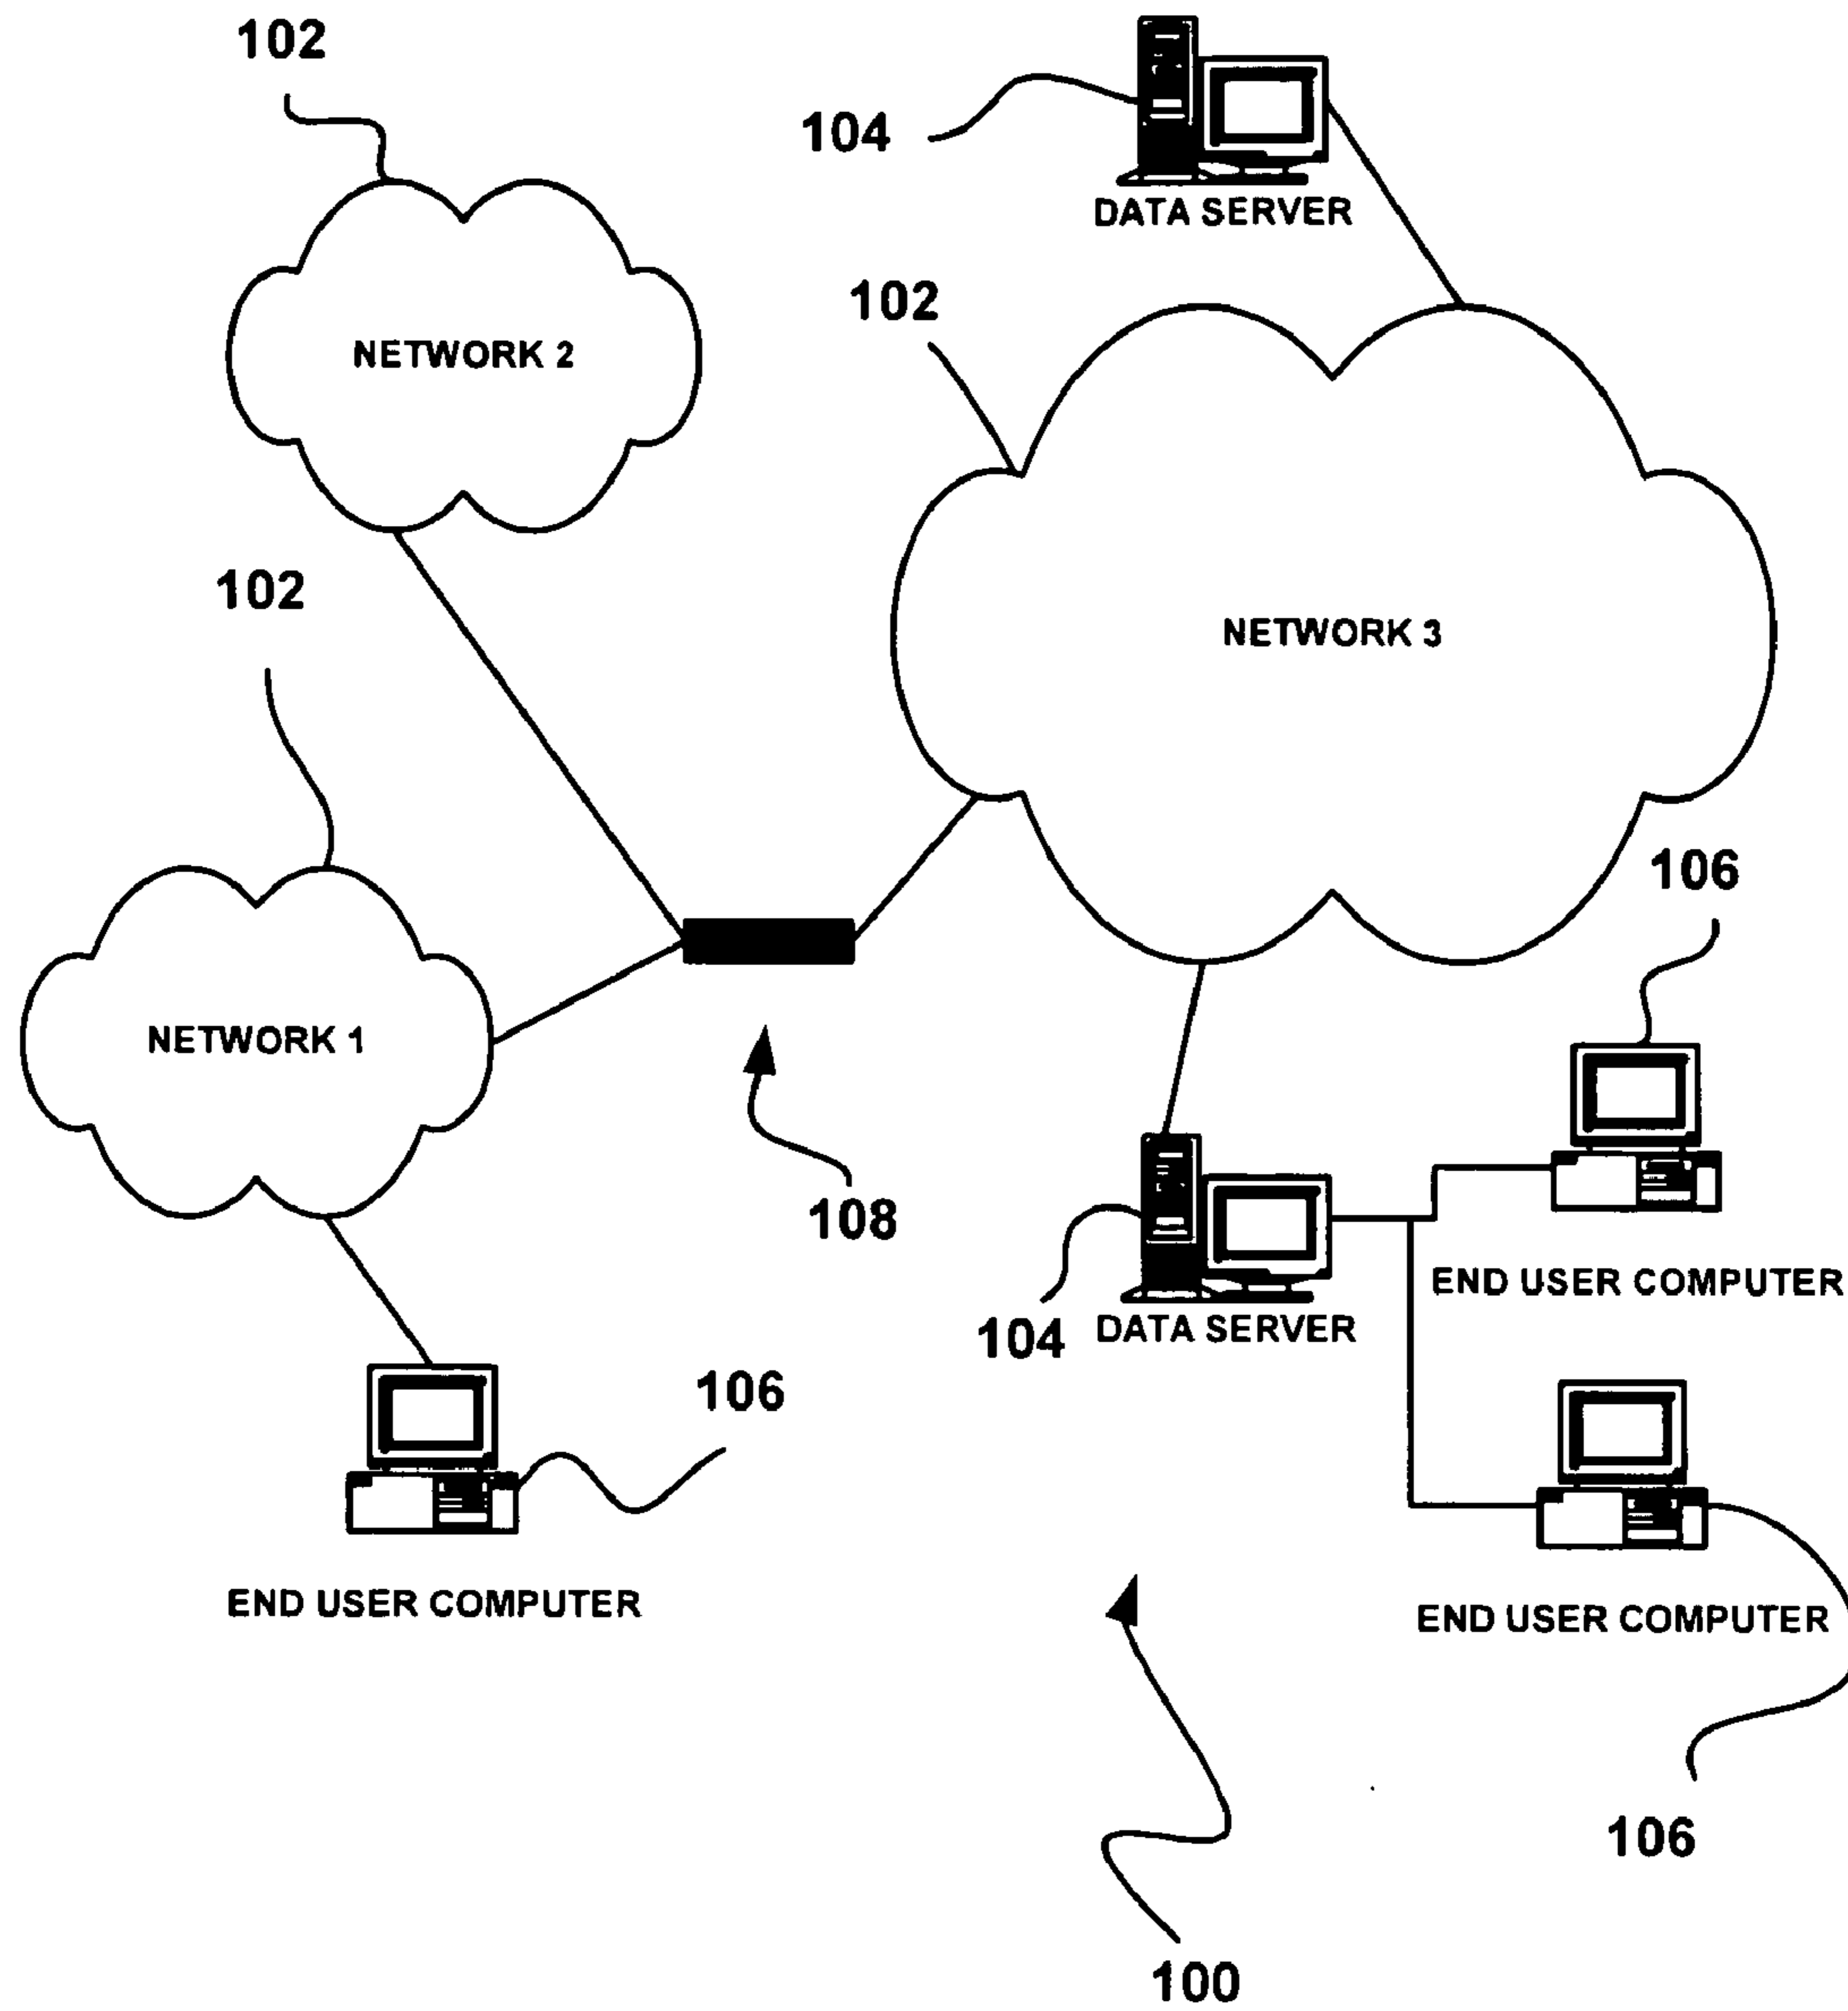 102
104
DATA SERVER
102
NETWORK 2
102
NETWORK 3
106
NETWORK 1
108
END USER COMPUTER
104
DATA SERVER
106
END USER COMPUTER
END USER COMPUTER
106
100